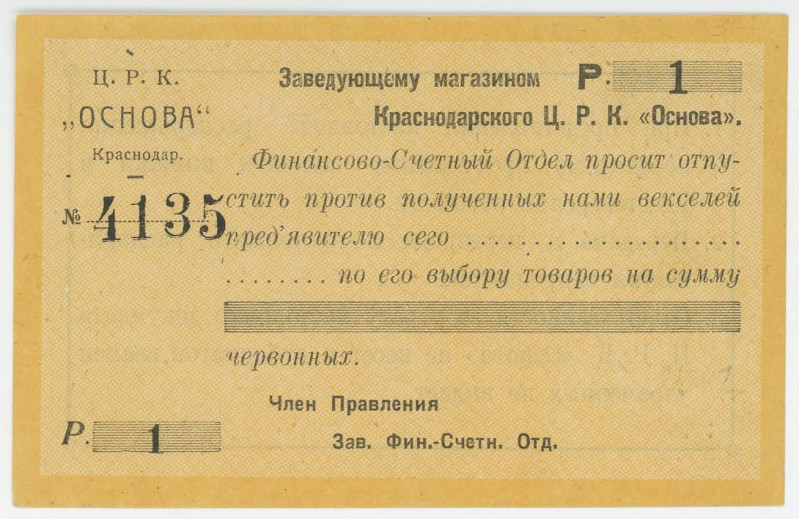 Ц. Р. К.
„ОСНОВА“
Краснодар.
№ 4135
Заведующему магазином Р. 1
Краснодарского Ц. Р. К. «Основа».
Финансово-Счетный Отдел просит отпу-
стить против полученных нами векселей
пред'явителю сего .....................
........ по его выбору товаров на сумму
червонных.
Член Правления
Зав. Фин.-Счетн. Отд.
Р. 1